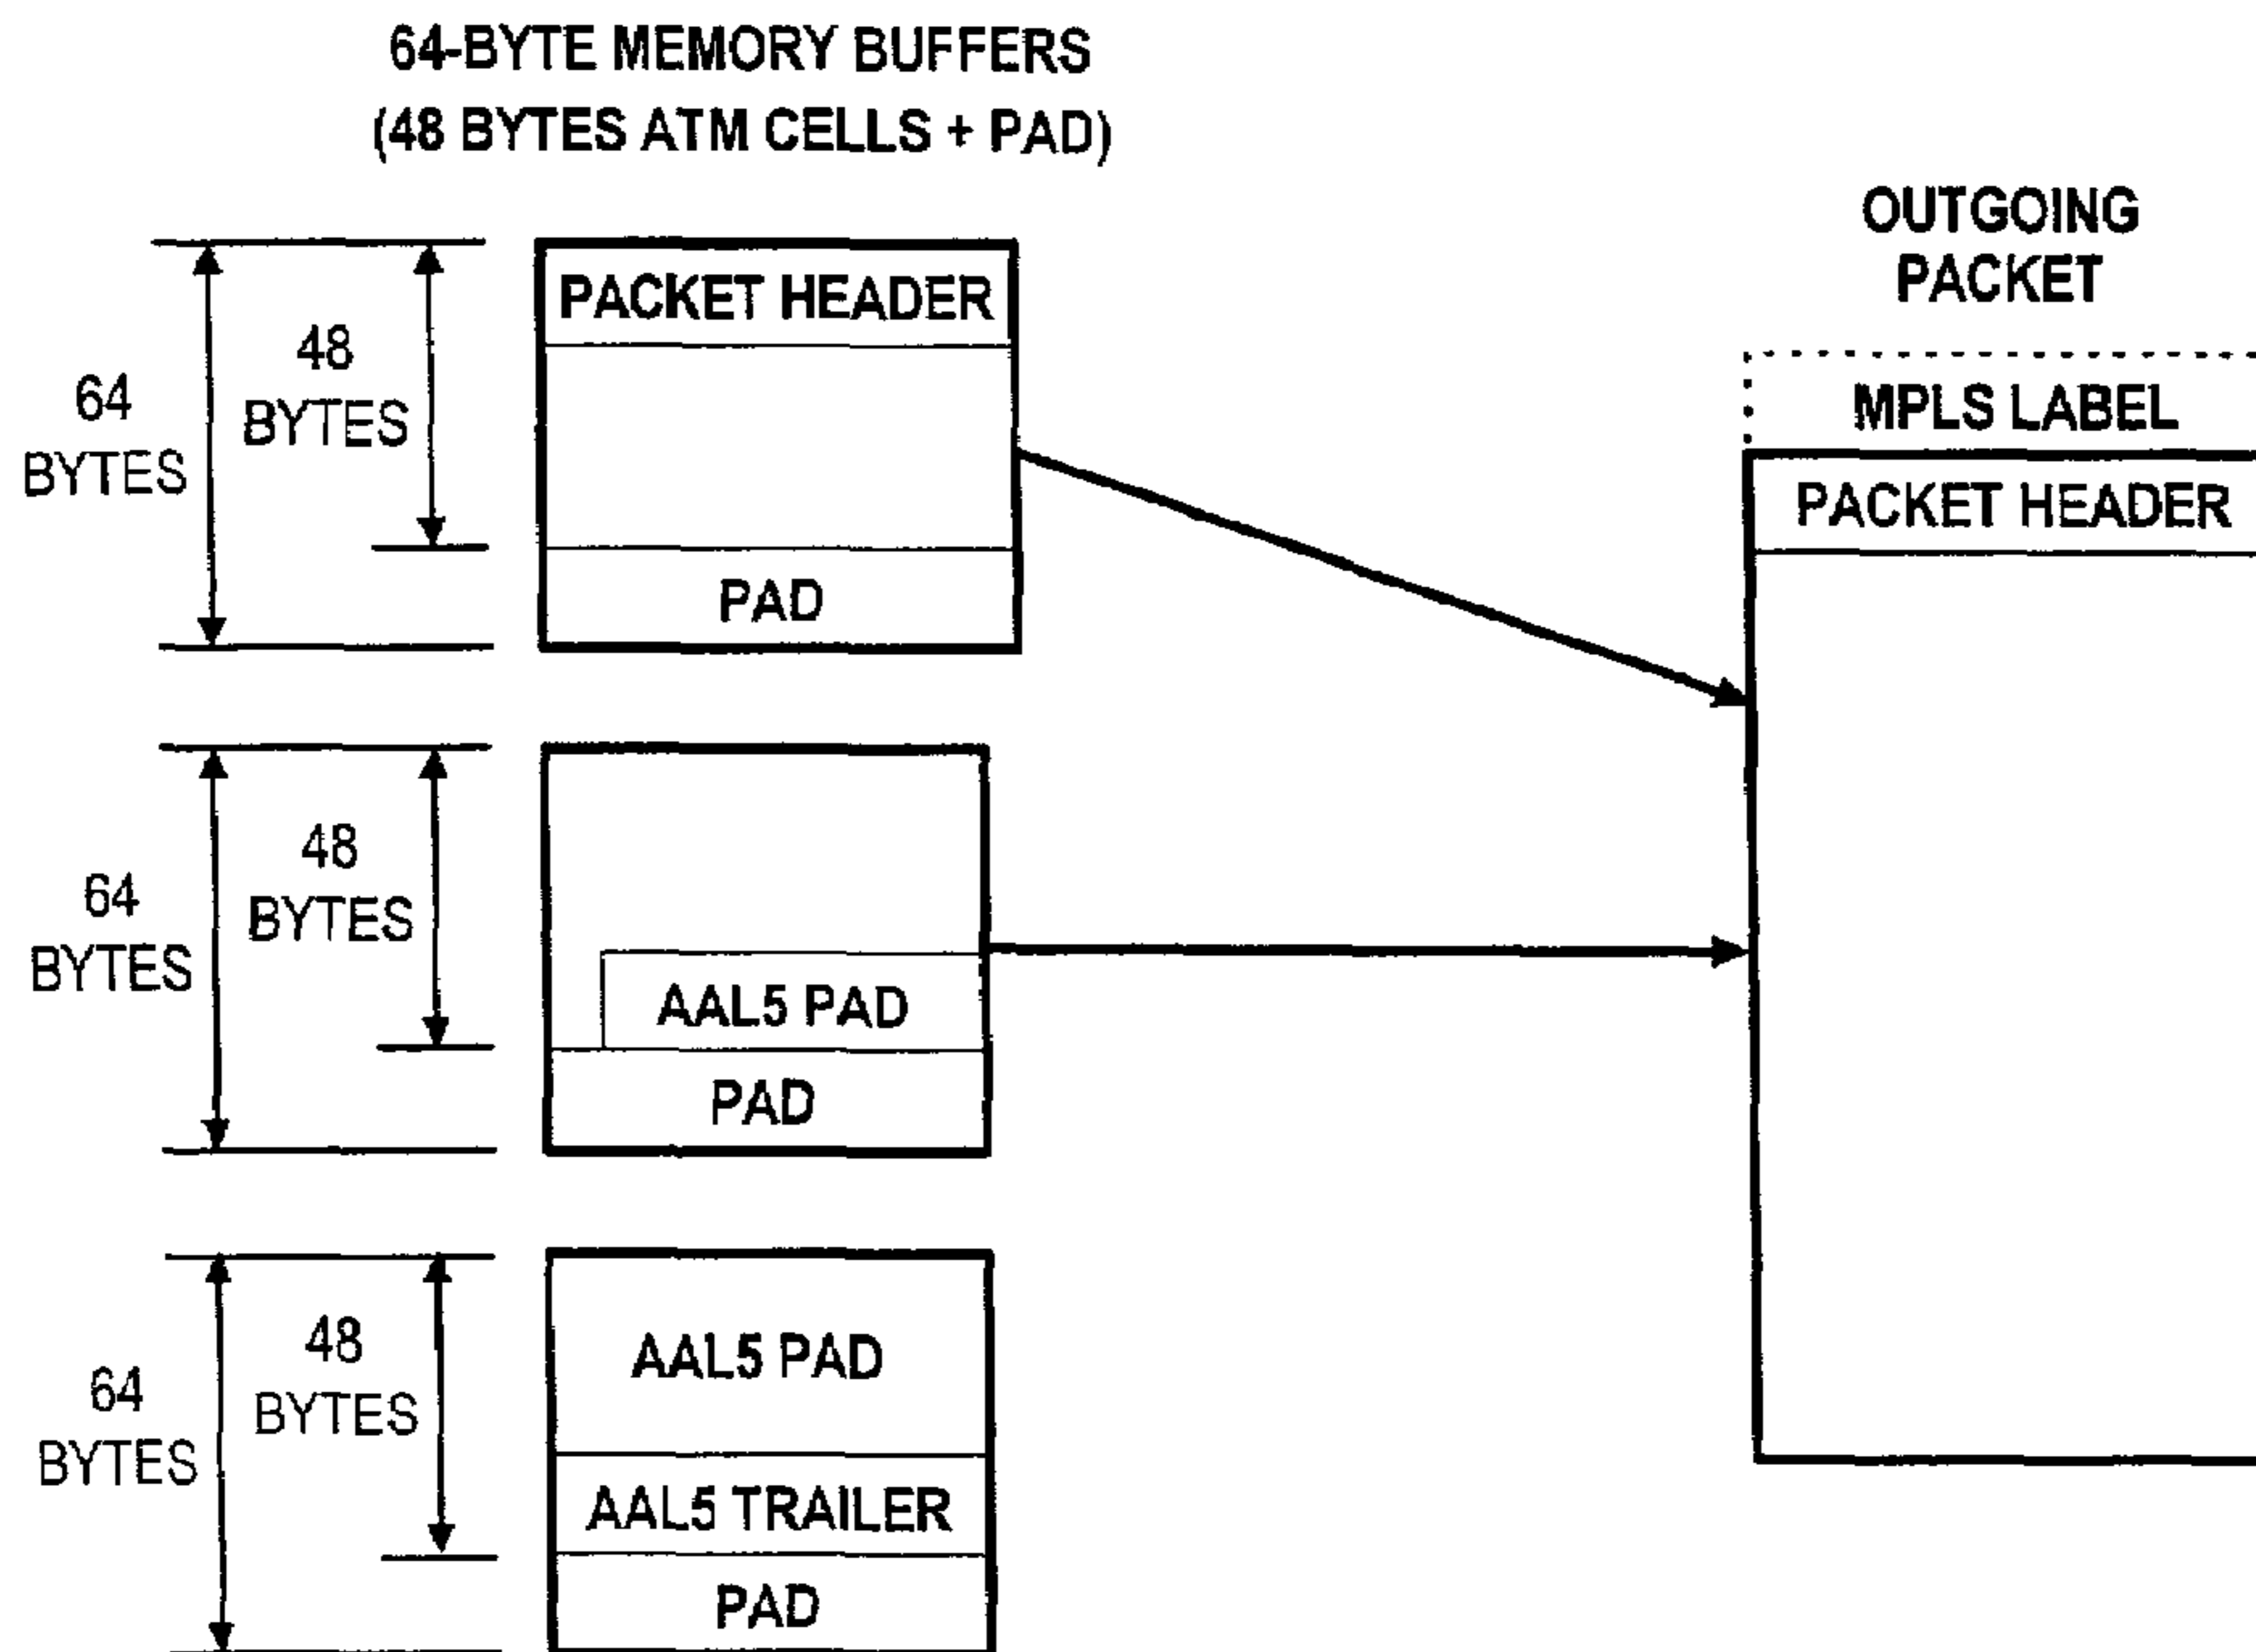 64-BYTE MEMORY BUFFERS
(48 BYTES ATM CELLS + PAD)
OUTGOING
PACKET
PACKET HEADER
48
BYTES
64
BYTES
PAD
MPLS LABEL
PACKET HEADER
48
BYTES
64
BYTES
AAL5 PAD
PAD
48
BYTES
64
BYTES
AAL5 PAD
AAL5 TRAILER
PAD